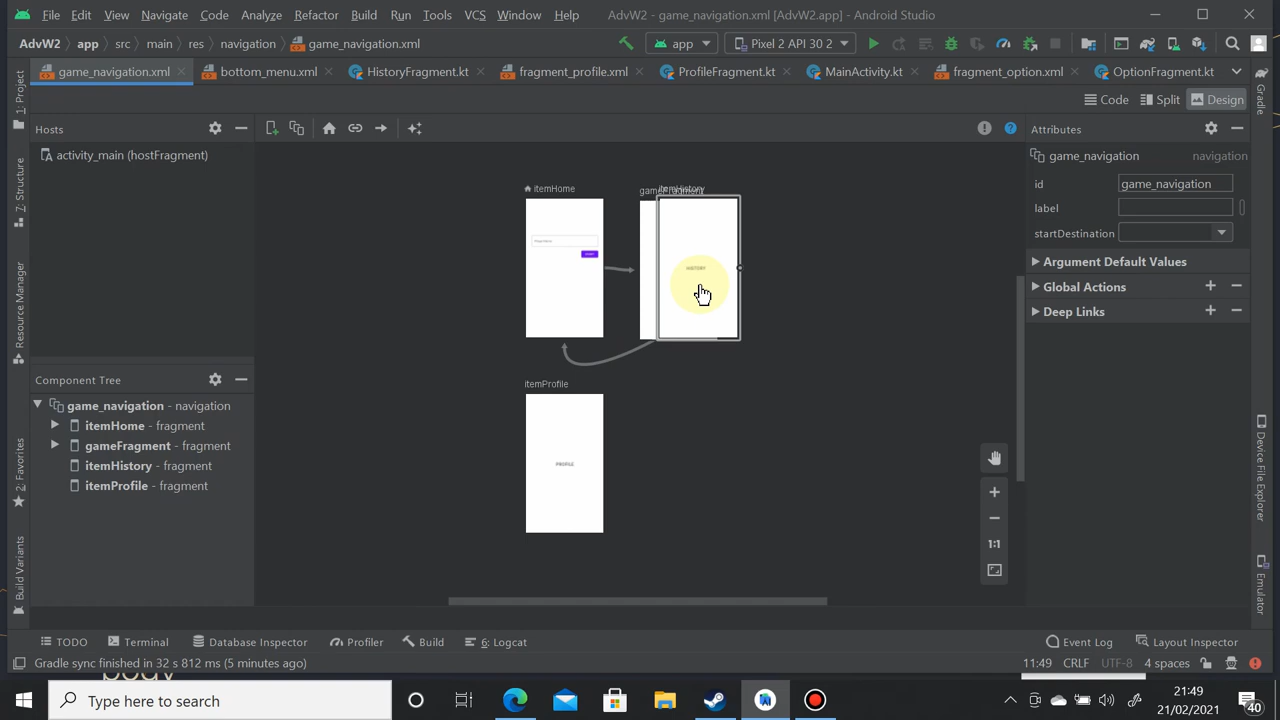 File Edit View Navigate Code Analyze Refactor Build Run Tools VCS Window Help AdvW2 - game_navigation.xml [AdvW2.app] - Android Studio
AdvW2 app src main res navigation game_navigation.xml app Pixel 2 API 30 2
game_navigation.xml bottom_menu.xml HistoryFragment.kt fragment_profile.xml ProfileFragment.kt MainActivity.kt fragment_option.xml OptionFragment.kt
Code Split Design
1: Project
Structure
Resource Manager
2: Favorites
Build Variants
Hosts
activity_main (hostFragment)
Component Tree
game_navigation - navigation
itemHome - fragment
gameFragment - fragment
itemHistory - fragment
itemProfile - fragment
itemHome
gameFragment
itemHistory
HISTORY
itemProfile
PROFILE
1:1
Attributes
game_navigation navigation
id game_navigation
label
startDestination
Argument Default Values
Global Actions
Deep Links
Gradle
Device File Explorer
Emulator
TODO Terminal Database Inspector Profiler Build 6: Logcat Event Log Layout Inspector
Gradle sync finished in 32 s 812 ms (5 minutes ago) 11:49 CRLF UTF-8 4 spaces
Type here to search
21:49
21/02/2021
40